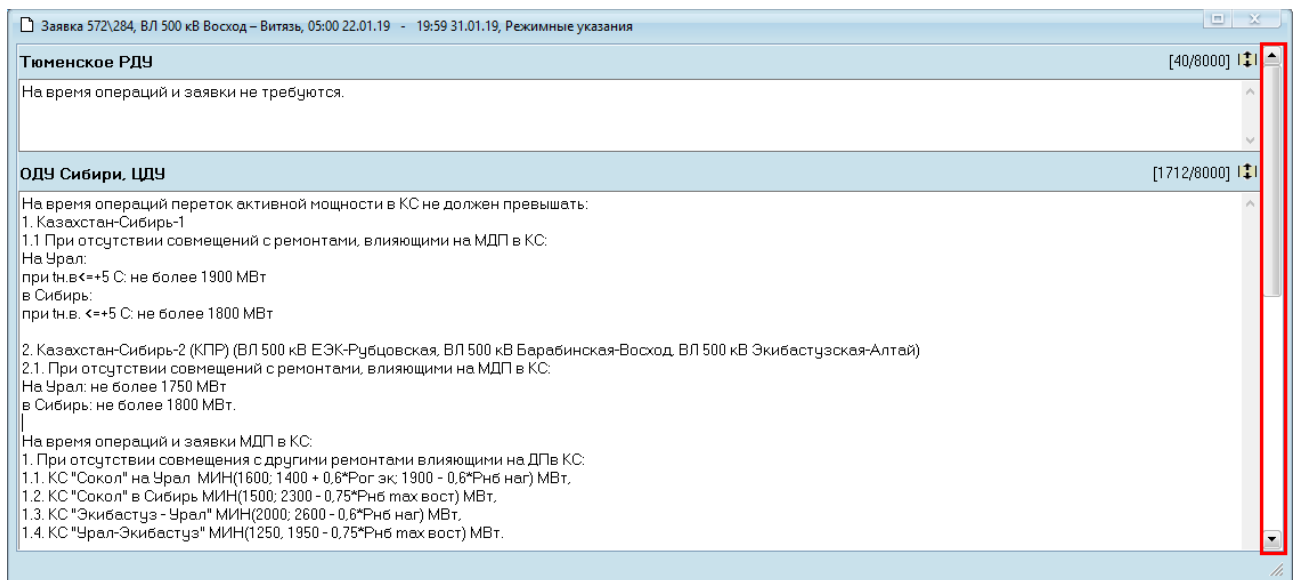 Заявка 572\284, ВЛ 500 кВ Восход – Витязь, 05:00 22.01.19 - 19:59 31.01.19, Режимные указания
Тюменское РДУ [40/8000]
На время операций и заявки не требуются.
ОДУ Сибири, ЦДУ [1712/8000]
На время операций переток активной мощности в КС не должен превышать:
1. Казахстан-Сибирь-1
1.1 При отсутствии совмещений с ремонтами, влияющими на МДП в КС:
На Урал:
при tн.в<=+5 С: не более 1900 МВт
в Сибирь:
при tн.в. <=+5 С: не более 1800 МВт
2. Казахстан-Сибирь-2 (КПР) (ВЛ 500 кВ ЕЭК-Рубцовская, ВЛ 500 кВ Барабинская-Восход, ВЛ 500 кВ Экибастузская-Алтай)
2.1. При отсутствии совмещений с ремонтами, влияющими на МДП в КС:
На Урал: не более 1750 МВт
в Сибирь: не более 1800 МВт.
На время операций и заявки МДП в КС:
1. При отсутствии совмещения с другими ремонтами влияющими на ДПв КС:
1.1. КС "Сокол" на Урал МИН(1600; 1400 + 0,6*Рог эк; 1900 - 0,6*Рнб наг) МВт,
1.2. КС "Сокол" в Сибирь МИН(1500; 2300 - 0,75*Рнб max вост) МВт,
1.3. КС "Экибастуз - Урал" МИН(2000; 2600 - 0,6*Рнб наг) МВт,
1.4. КС "Урал-Экибастуз" МИН(1250, 1950 - 0,75*Рнб max вост) МВт.